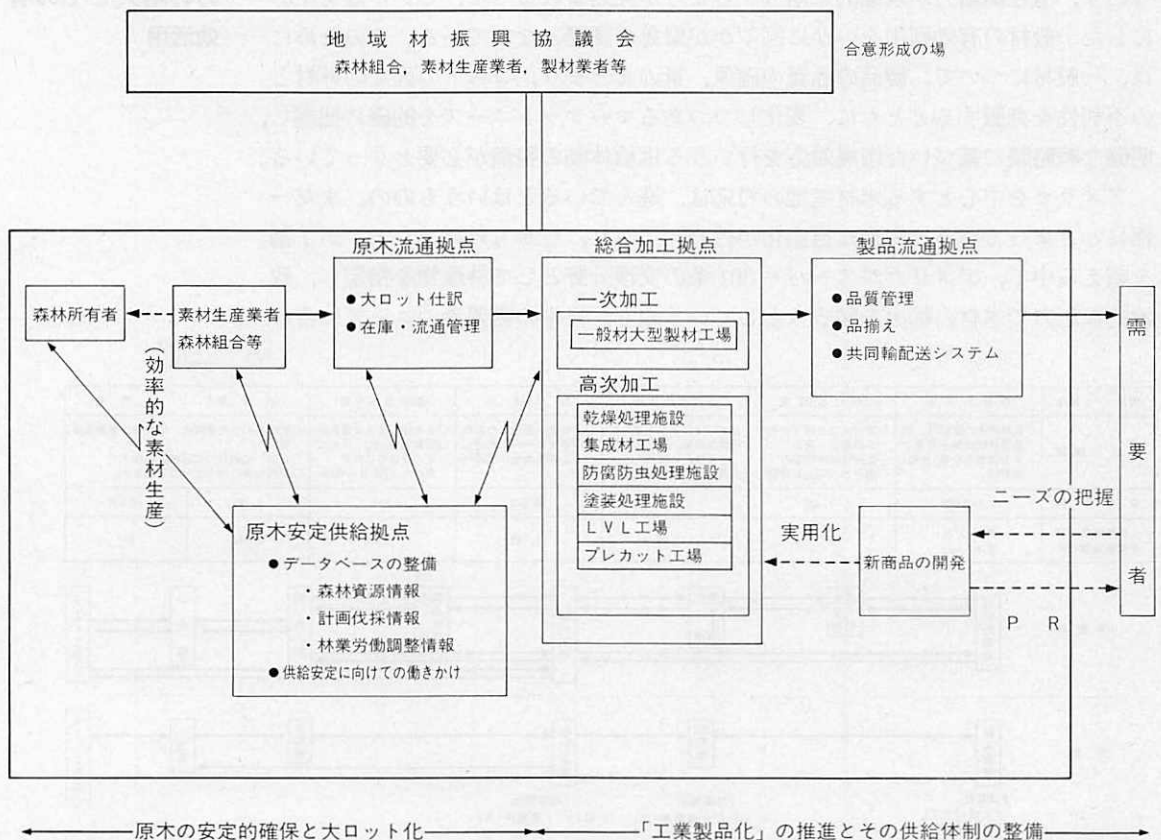 地域材振興協議会
森林組合、素材生産業者、製材業者等
合意形成の場
森林所有者
素材生産業者
森林組合等
(効率的な素材生産)
原木流通拠点
●大ロット仕訳
●在庫・流通管理
総合加工拠点
一次加工
一般材大型製材工場
高次加工
乾燥処理施設
集成材工場
防腐防虫処理施設
塗装処理施設
LVL工場
プレカット工場
製品流通拠点
●品質管理
●品揃え
●共同輸配送システム
需要者
原木安定供給拠点
●データベースの整備
・森林資源情報
・計画伐採情報
・林業労働調整情報
●供給安定に向けての働きかけ
実用化
新商品の開発
ニーズの把握
PR
原木の安定的確保と大ロット化
「工業製品化」の推進とその供給体制の整備